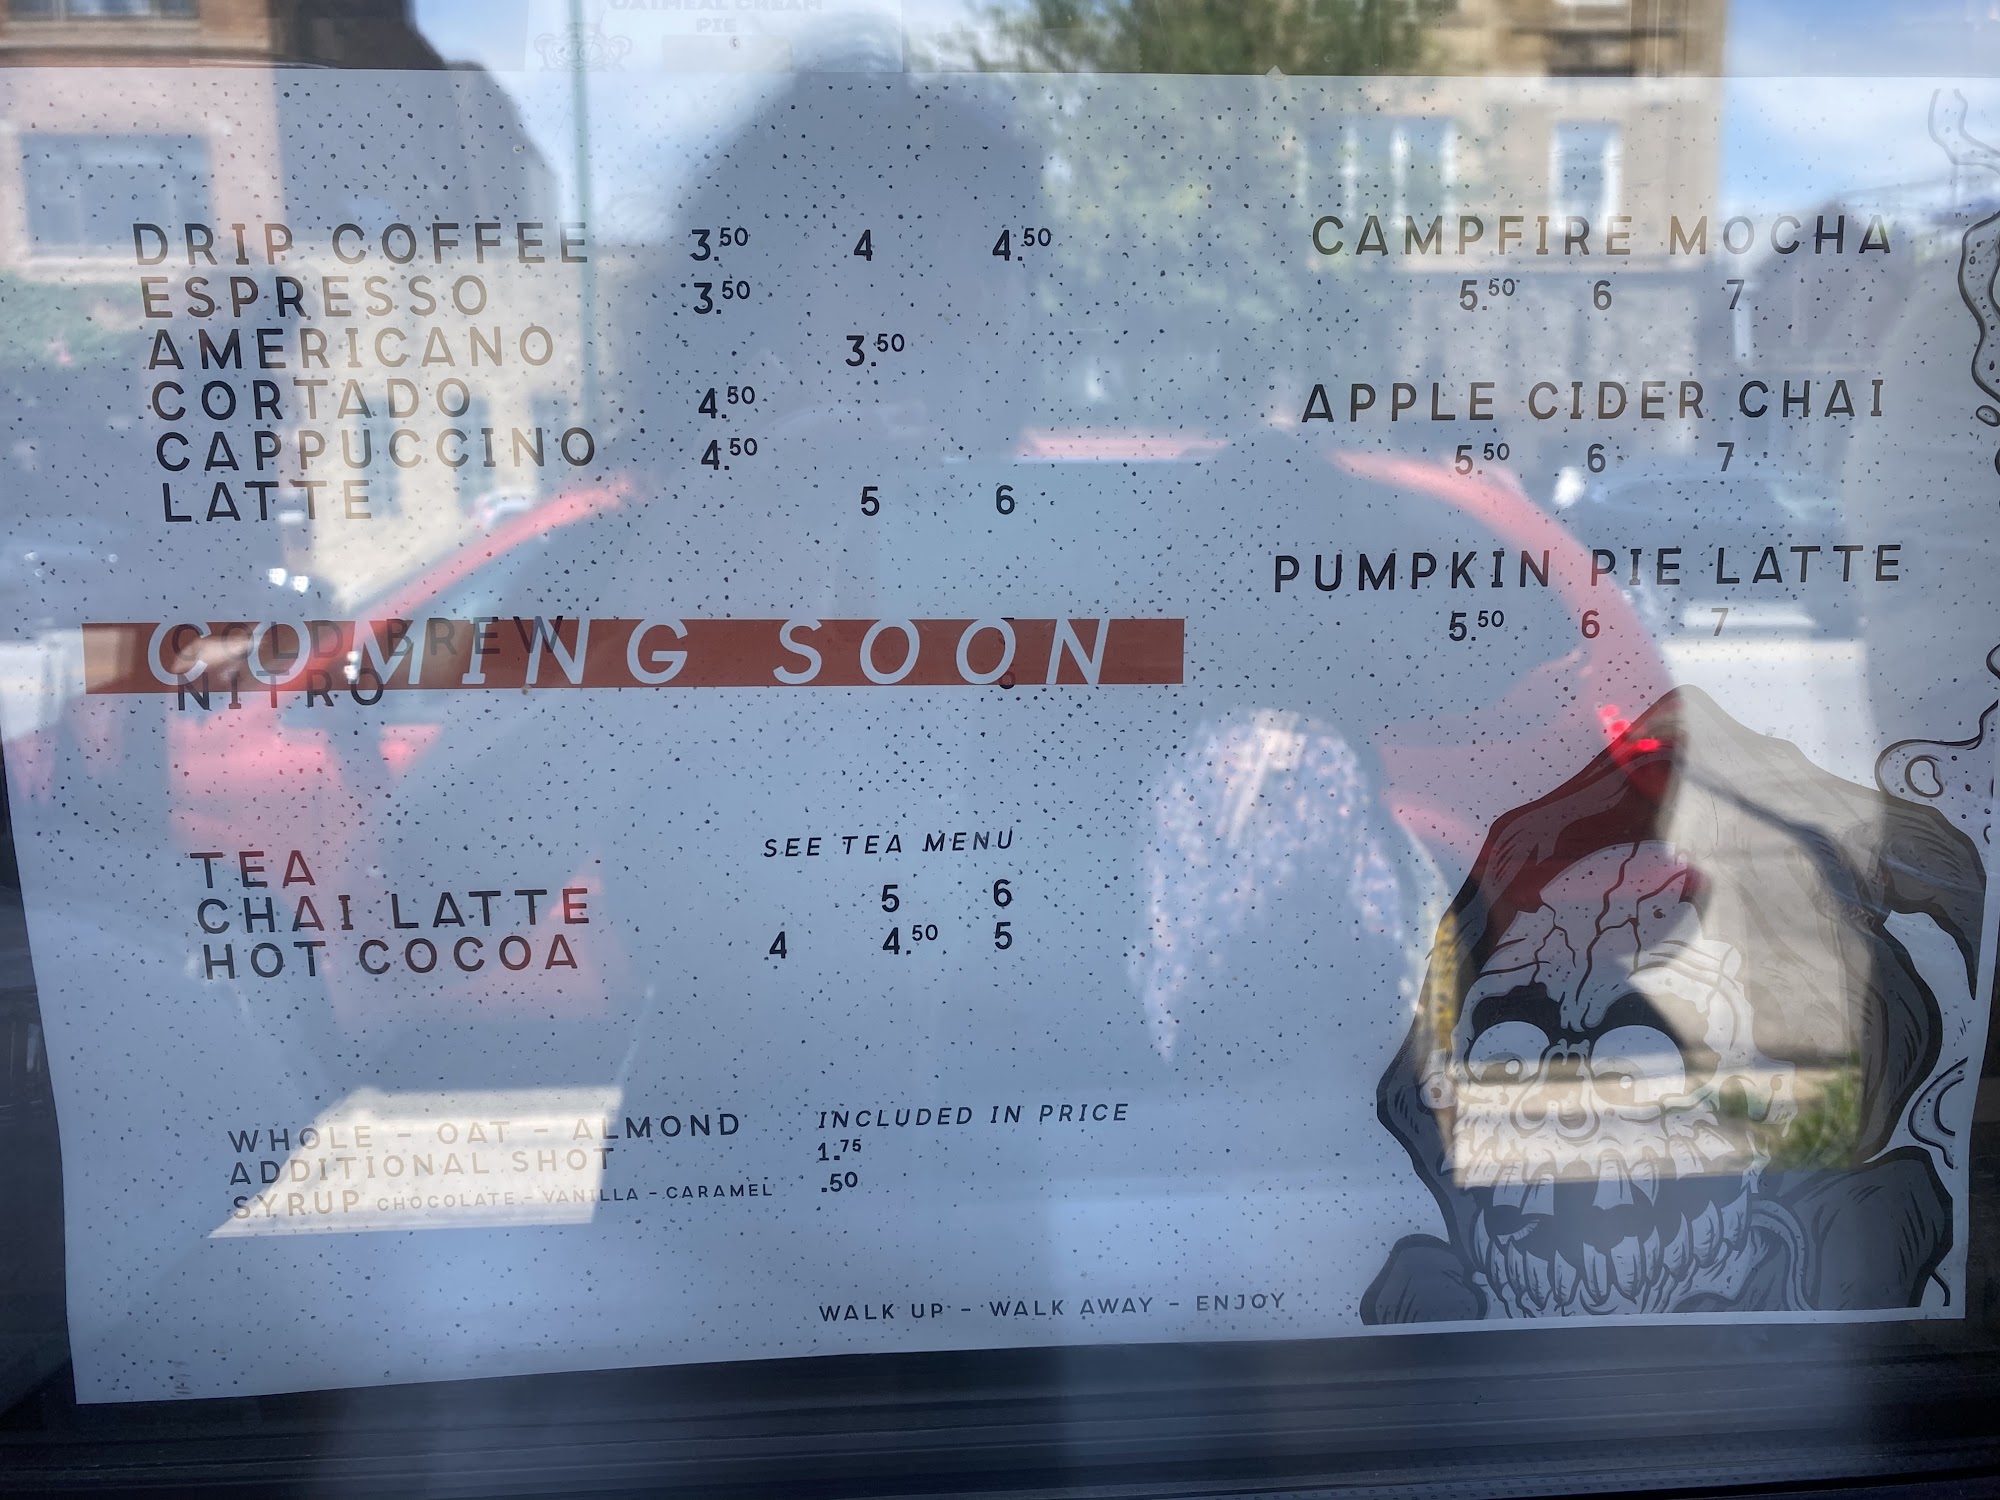 OATMEAL CREAM
PIE
DRIP COFFEE 3.50 4 4.50
ESPRESSO 3.50
AMERICANO 3.50
CORTADO 4.50
CAPPUCCINO 4.50
LATTE 5 6
COLD BREW
COMING SOON
NITRO
TEA SEE TEA MENU
CHAI LATTE 5 6
HOT COCOA 4 4.50 5
WHOLE - OAT - ALMOND INCLUDED IN PRICE
ADDITIONAL SHOT 1.75
SYRUP CHOCOLATE - VANILLA - CARAMEL .50
CAMPFIRE MOCHA
5.50 6 7
APPLE CIDER CHAI
5.50 6 7
PUMPKIN PIE LATTE
5.50 6 7
WALK UP - WALK AWAY - ENJOY